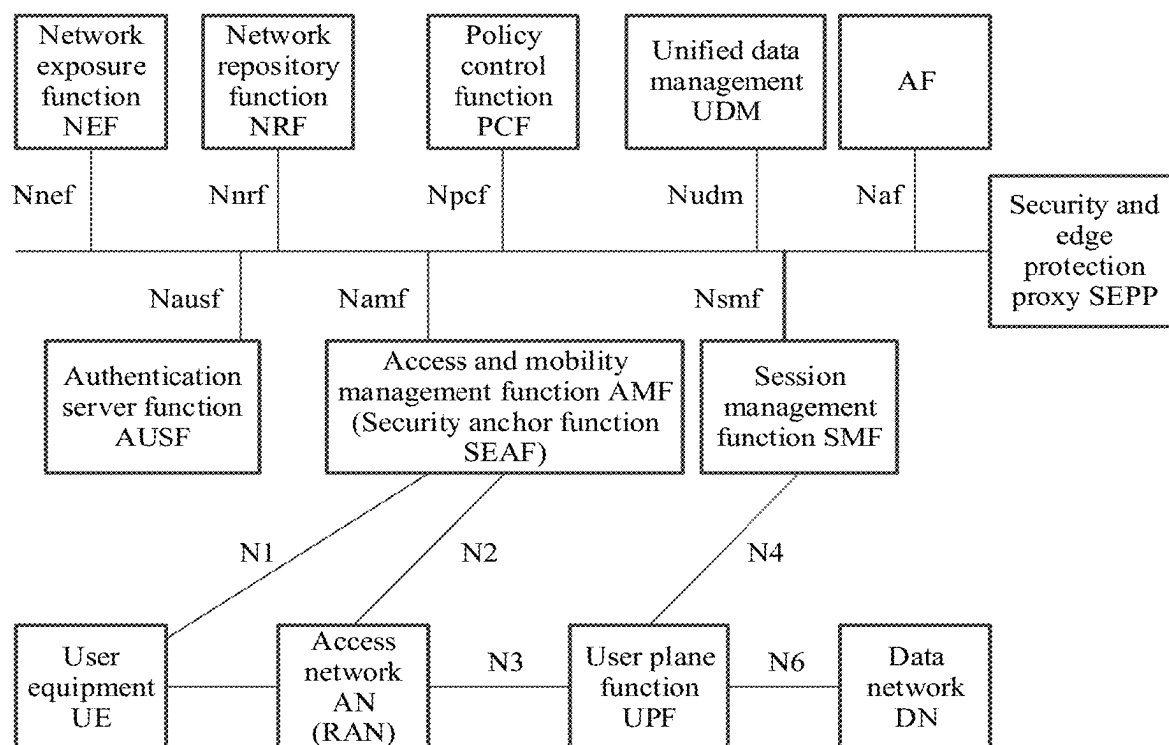 Network
exposure
function
NEF
Network
repository
function
NRF
Policy
control
function
PCF
Unified data
management
UDM
AF
Nnef
Nnrf
Npcf
Nudm
Naf
Security and
edge
protection
proxy SEPP
Nausf
Namf
Nsmf
Authentication
server function
AUSF
Access and mobility
management function AMF
(Security anchor function
SEAF)
Session
management
function SMF
N1
N2
N4
User
equipment
UE
Access
network
AN
(RAN)
N3
User plane
function
UPF
N6
Data
network
DN